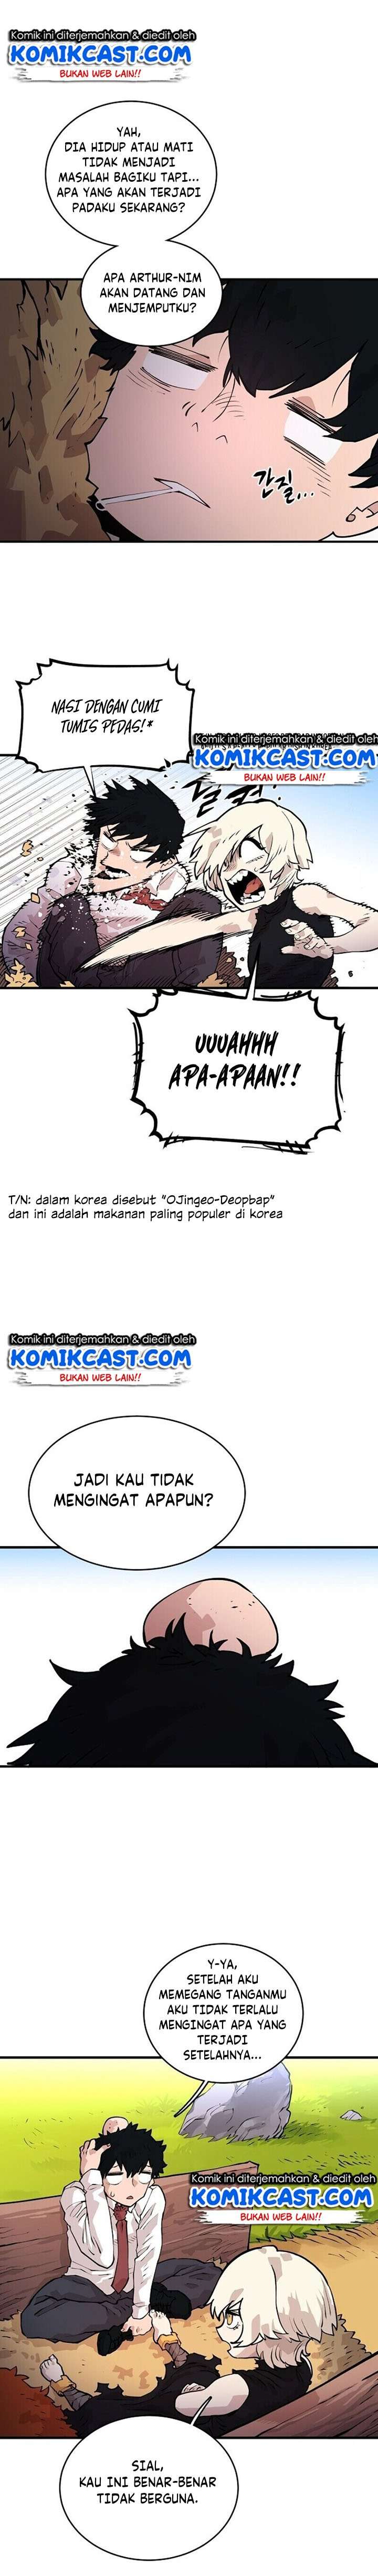 Komik ini diterjemahkan & diedit oleh
KOMIKCAST.COM
BUKAN WEB LAIN!!
YAH,
DIA HIDUP ATAU MATI
TIDAK MENJADI
MASALAH BAGIKU TAPI...
APA YANG AKAN TERJADI
PADAKU SEKARANG?
APA ARTHUR-NIM
AKAN DATANG DAN
MENJEMPUTKU?
간질...
NASI DENGAN CUMI
TUMIS PEDAS!*
Komik ini diterjemahkan & diedit oleh
KOMIKCAST.COM
BUKAN WEB LAIN!!
UUUAHHH
APA-APAAN!!
T/N: dalam korea disebut "OJingeo-Deopbap"
dan ini adalah makanan paling populer di korea
Komik ini diterjemahkan & diedit oleh
KOMIKCAST.COM
BUKAN WEB LAIN!!
JADI KAU TIDAK
MENGINGAT APAPUN?
Y-YA,
SETELAH AKU
MEMEGANG TANGANMU
AKU TIDAK TERLALU
MENGINGAT APA YANG
TERJADI
SETELAHNYA...
Komik ini diterjemahkan & diedit oleh
KOMIKCAST.COM
BUKAN WEB LAIN!!
SIAL,
KAU INI BENAR-BENAR
TIDAK BERGUNA.